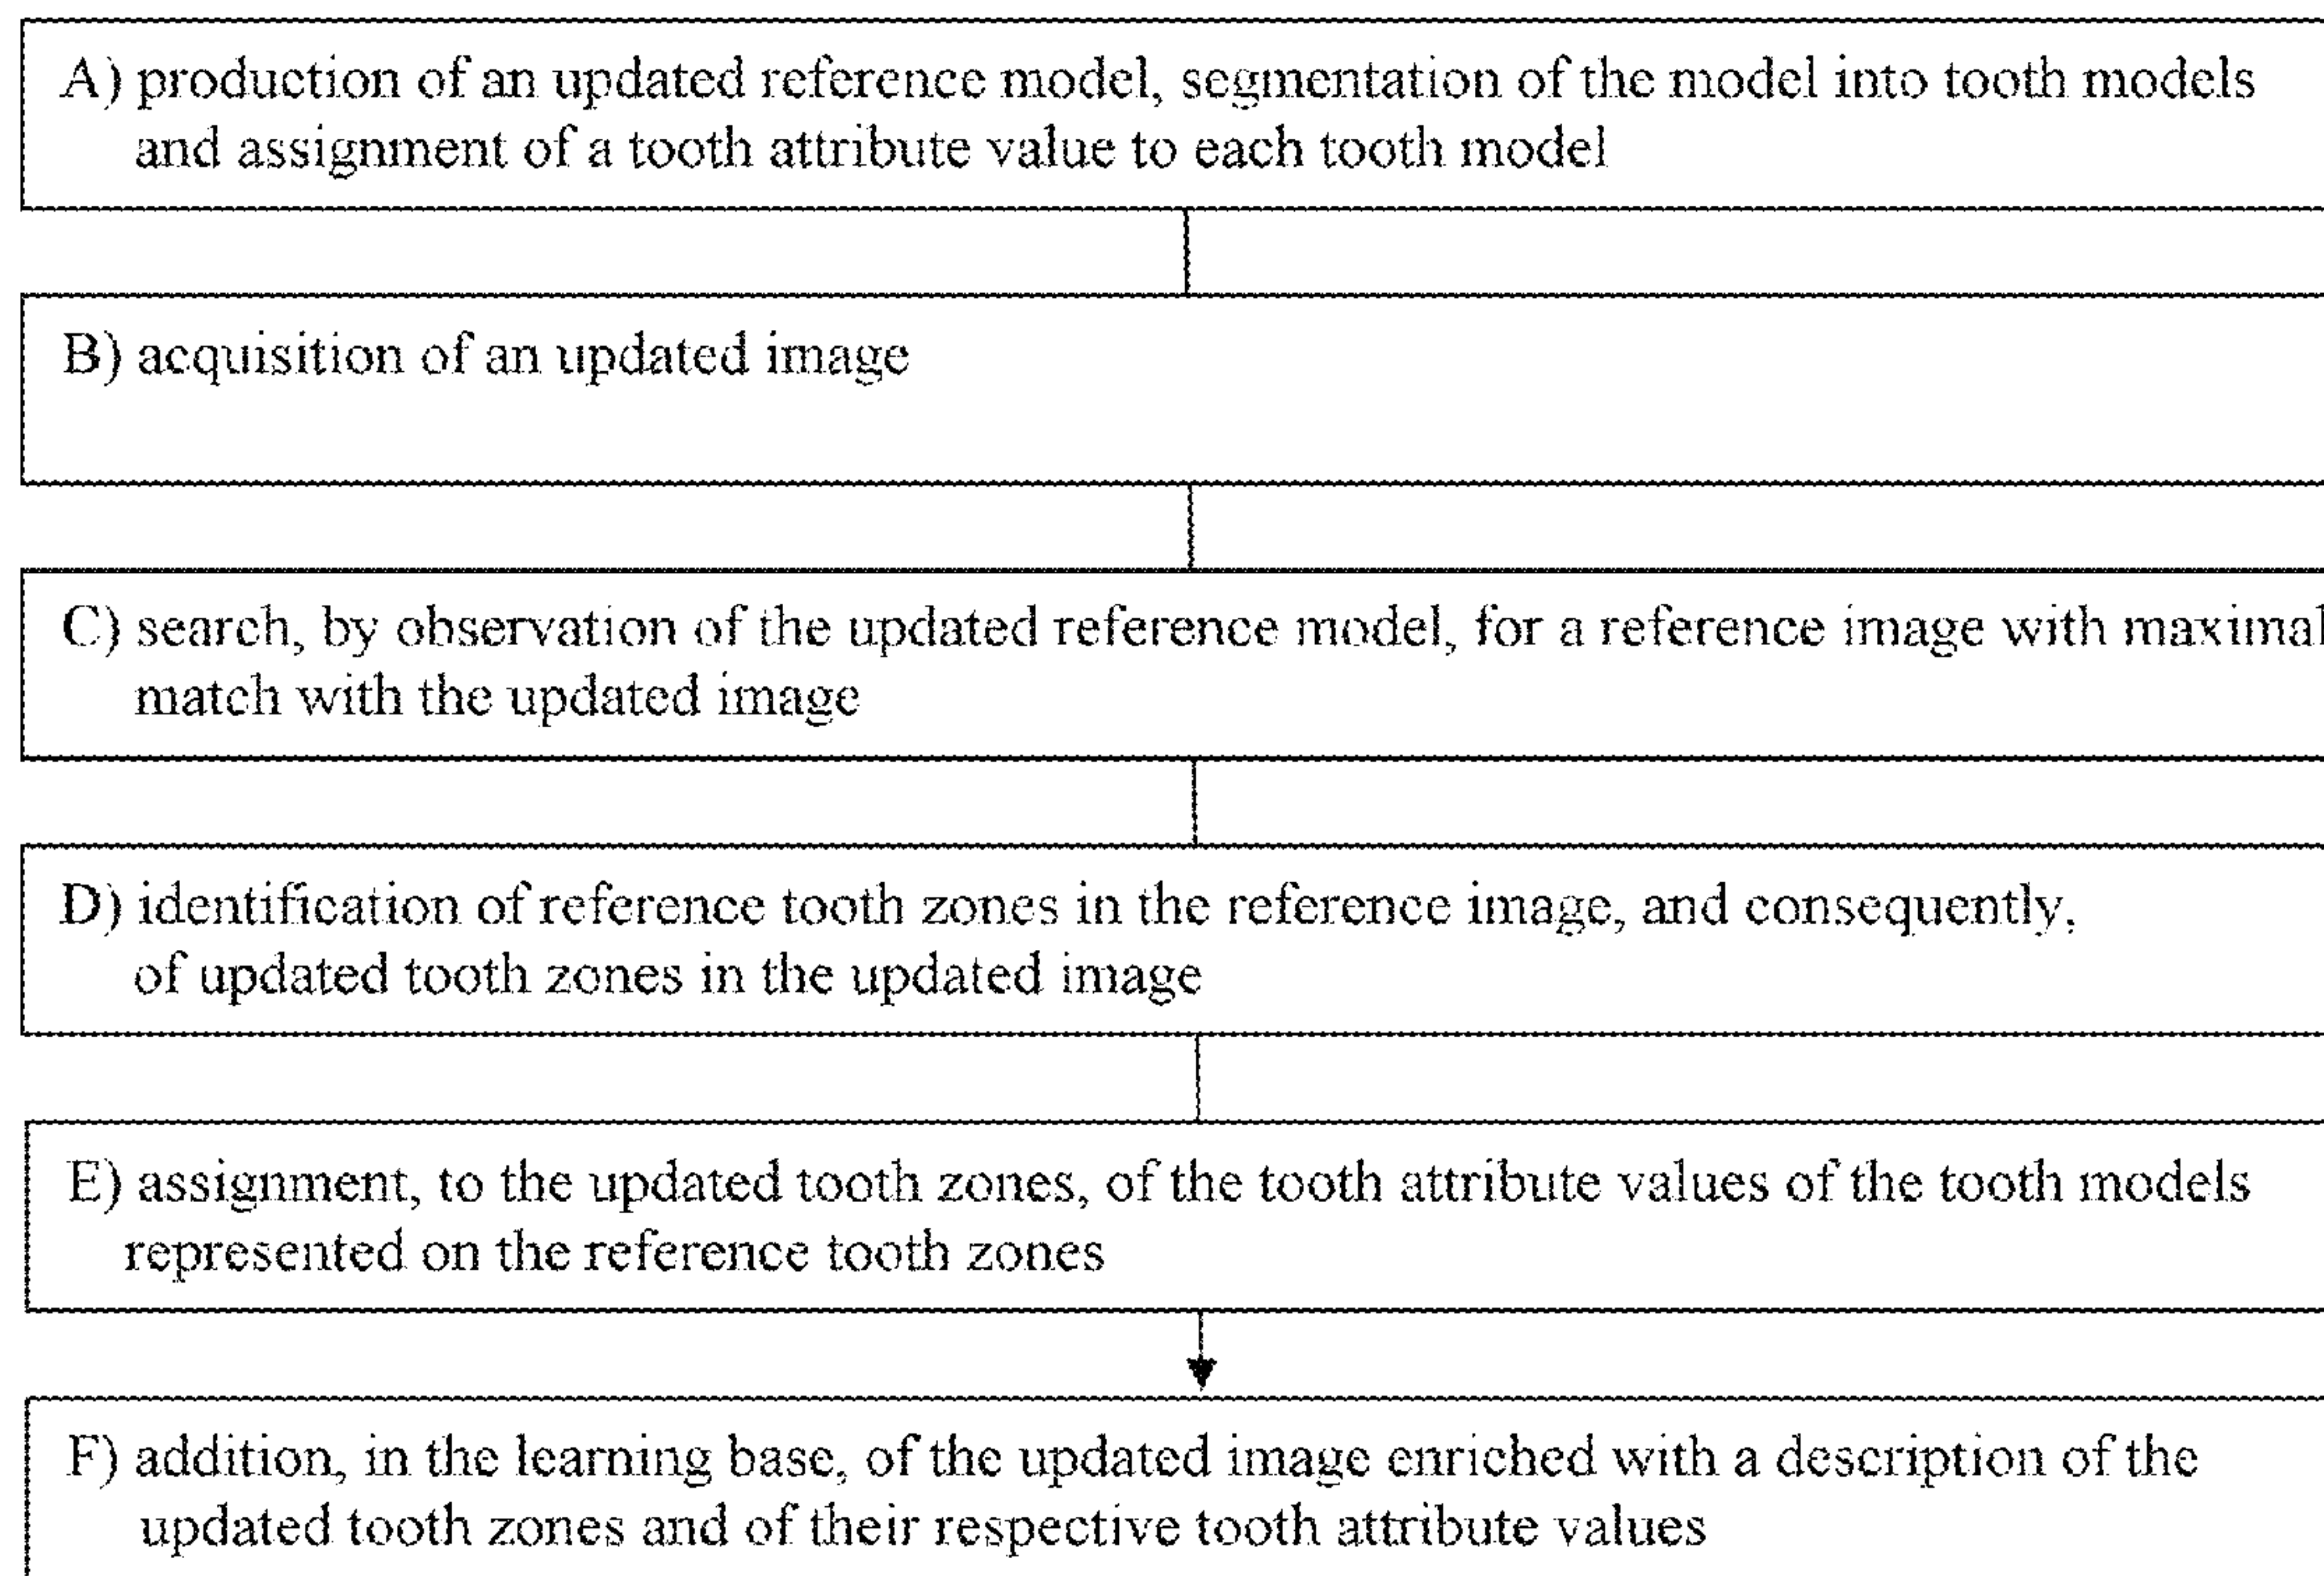 A) production of an updated reference model, segmentation of the model into tooth models
and assignment of a tooth attribute value to each tooth model
B) acquisition of an updated image
C) search, by observation of the updated reference model, for a reference image with maximal
match with the updated image
D) identification of reference tooth zones in the reference image, and consequently,
of updated tooth zones in the updated image
E) assignment, to the updated tooth zones, of the tooth attribute values of the tooth models
represented on the reference tooth zones
F) addition, in the learning base, of the updated image enriched with a description of the
updated tooth zones and of their respective tooth attribute values